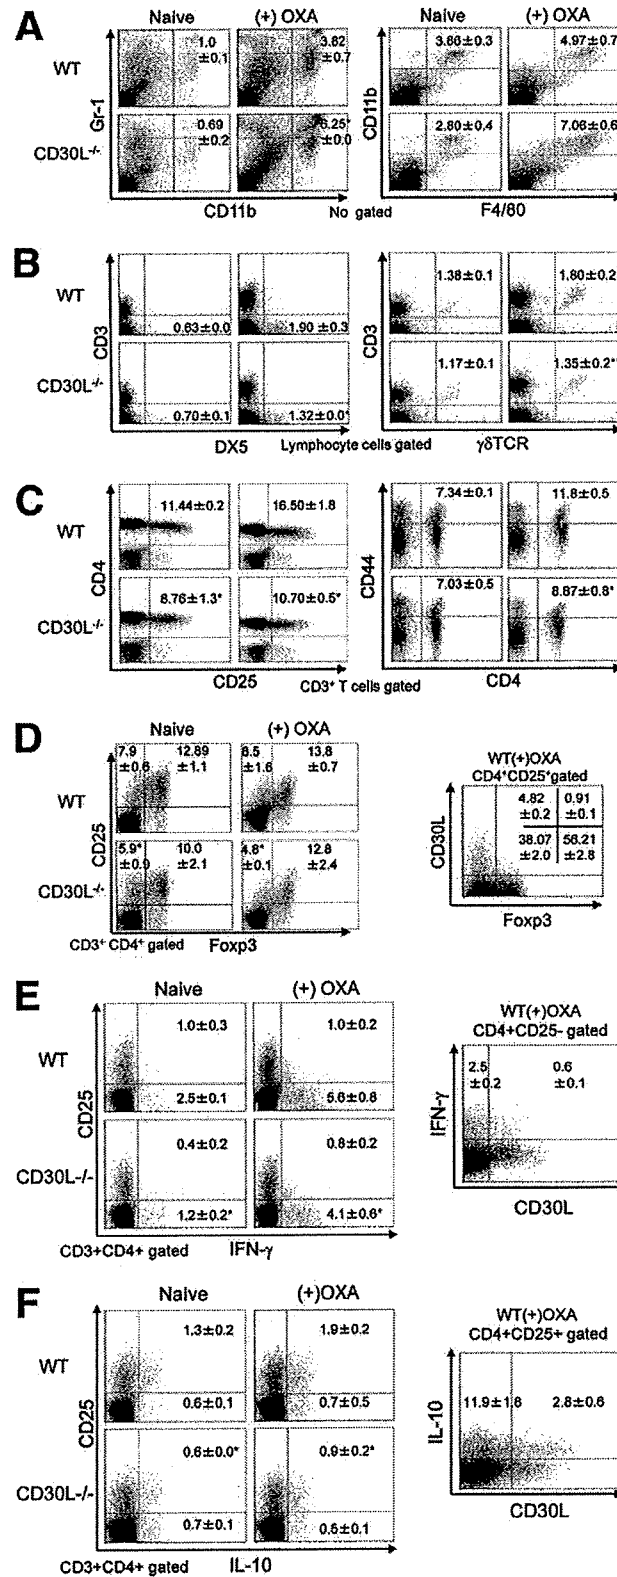 A
Naive (+) OXA Naive (+) OXA
WT
Gr-1
1.0
±0.1
3.62
±0.7
CD11b
3.86±0.3
4.97±0.7
CD30L-/-
0.69
±0.2
6.25*
±0.0
2.80±0.4
7.06±0.6
CD11b No gated F4/80
B
WT
CD3
0.63±0.0
1.90 ±0.3
CD3
1.38±0.1
1.80±0.2
CD30L-/-
0.70±0.1
1.32±0.0*
1.17±0.1
1.35±0.2*
DX5 Lymphocyte cells gated γδTCR
C
WT
CD4
11.44±0.2
16.50±1.8
CD44
7.34±0.1
11.8±0.5
CD30L-/-
8.76±1.3*
10.70±0.5*
7.03±0.5
8.87±0.8*
CD25 CD3+ T cells gated CD4
D
Naive (+) OXA
WT
CD25
7.9
±0.6
12.89
±1.1
6.5
±1.6
13.8
±0.7
CD30L-/-
5.9*
±0.9
10.0
±2.1
4.8*
±0.1
12.8
±2.4
CD3+ CD4+ gated Foxp3
WT(+)OXA
CD4+CD25+gated
CD30L
4.82
±0.2
0.91
±0.1
38.07
±2.0
56.21
±2.8
Foxp3
E
Naive (+) OXA
WT
CD25
1.0±0.3
1.0±0.2
2.5±0.1
5.6±0.8
CD30L-/-
0.4±0.2
0.8±0.2
1.2±0.2*
4.1±0.6*
CD3+CD4+ gated IFN-γ
WT(+)OXA
CD4+CD25- gated
IFN-γ
2.5
±0.2
0.6
±0.1
CD30L
F
Naive (+)OXA
WT
CD25
1.3±0.2
1.9±0.2
0.6±0.1
0.7±0.5
CD30L-/-
0.6±0.0*
0.9±0.2*
0.7±0.1
0.5±0.1
CD3+CD4+ gated IL-10
WT(+)OXA
CD4+CD25+ gated
IL-10
11.9±1.6
2.8±0.6
CD30L